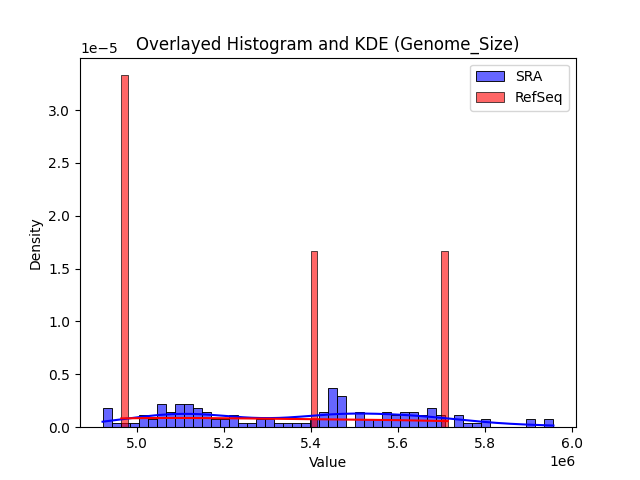 Overlayed Histogram and KDE (Genome_Size)
1e−5
SRA
RefSeq
3.0
2.5
2.0
1.5
1.0
0.5
0.0
Density
5.0 5.2 5.4 5.6 5.8 6.0
1e6
Value